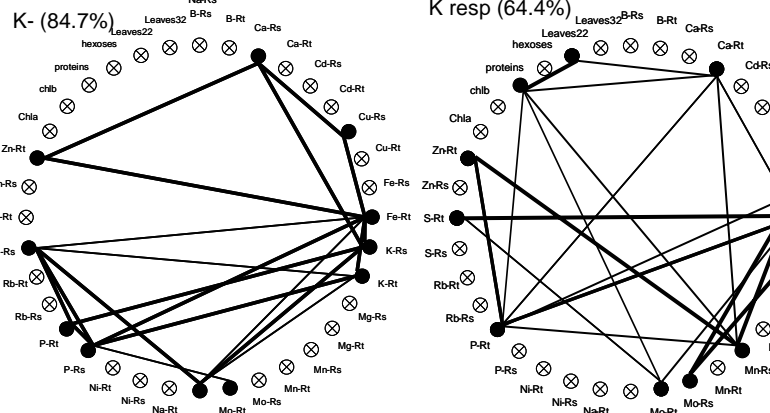 K- (84.7%)
Na-Rs
B-Rs
B-Rt
Ca-Rs
Ca-Rt
Cd-Rs
Cd-Rt
Cu-Rs
Cu-Rt
Fe-Rs
Fe-Rt
K-Rs
K-Rt
Mg-Rs
Mg-Rt
Mn-Rs
Mn-Rt
Mo-Rs
Mo-Rt
Na-Rt
Ni-Rs
Ni-Rt
P-Rs
P-Rt
Rb-Rs
Rb-Rt
-Rs
-Rt
n-Rs
Zn-Rt
Chla
chlb
proteins
hexoses
Leaves22
Leaves32
K resp (64.4%)
B-Rs
B-Rt
Ca-Rs
Ca-Rt
Cd-Rs
Mn-Rs
Mn-Rt
Mo-Rs
Mo-Rt
Na-Rt
Ni-Rs
Ni-Rt
P-Rs
P-Rt
Rb-Rs
Rb-Rt
S-Rs
S-Rt
Zn-Rs
Zn-Rt
Chla
chlb
proteins
hexoses
Leaves22
Leaves32